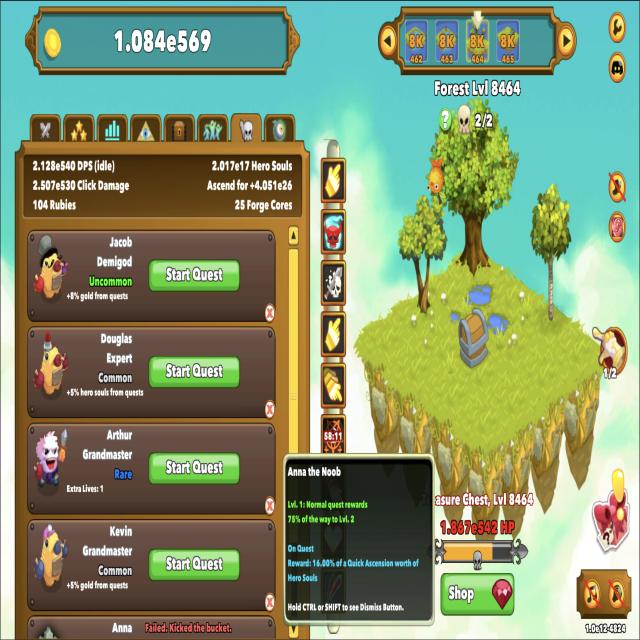 1.084e569
8K
8K
8K
8K
462
463
464
465
Forest Lvl 8464
? 2/2
2.128e540 DPS (idle)
2.017e17 Hero Souls
2.507e530 Click Damage
Ascend for +4.051e26
104 Rubies
25 Forge Cores
Jacob
Demigod
Uncommon
+8% gold from quests
Start Quest
Douglas
Expert
Common
+5% hero souls from quests
Start Quest
Arthur
Grandmaster
Rare
Extra Lives: 1
Start Quest
Kevin
Grandmaster
Common
+5% gold from quests
Start Quest
Anna
Failed. Kicked the bucket.
58:11
1/2
Anna the Noob
Lvl. 1: Normal quest rewards
75% of the way to Lvl. 2
On Quest
Reward: 16.00% of a Quick Ascension worth of
Hero Souls
Hold CTRL or SHIFT to see Dismiss Button.
asure Chest, Lvl 8464
1.867e542 HP
Shop
1.0e12-4824